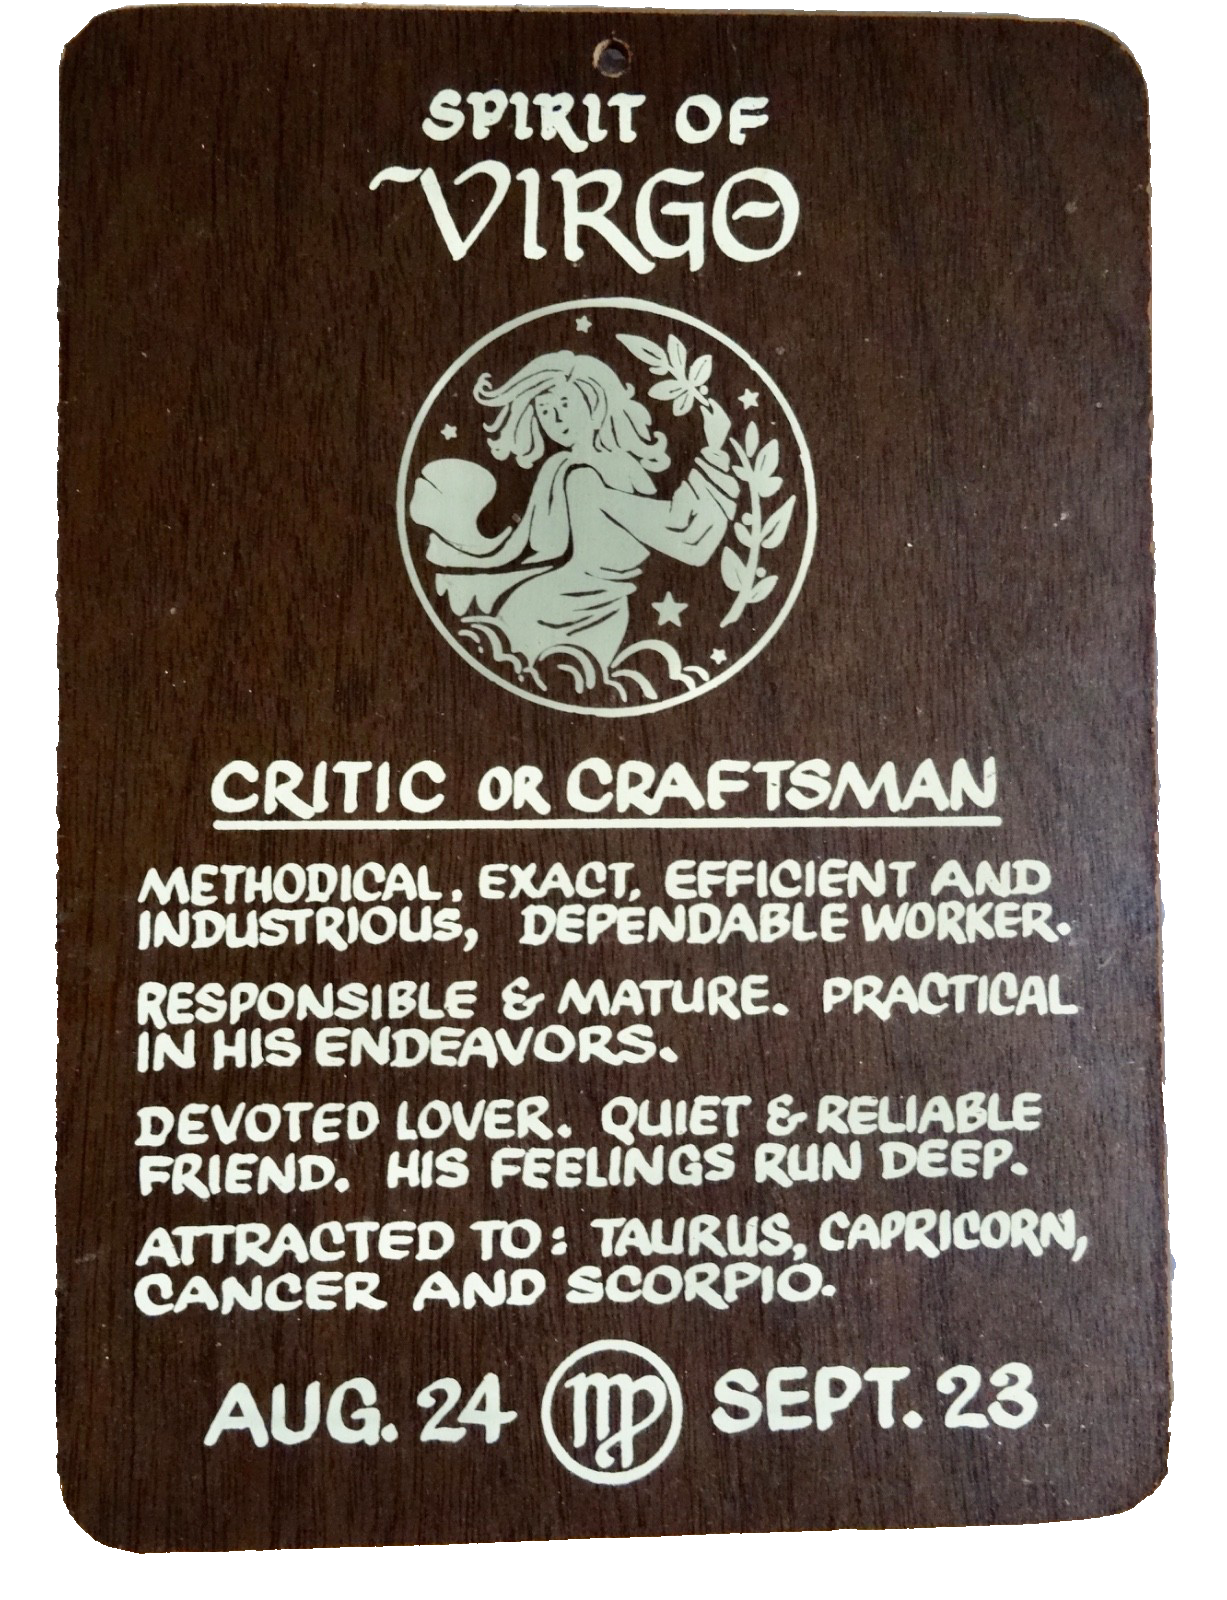 SPIRIT OF
VIRGO
CRITIC OR CRAFTSMAN
METHODICAL, EXACT, EFFICIENT AND
INDUSTRIOUS, DEPENDABLE WORKER.
RESPONSIBLE & MATURE. PRACTICAL
IN HIS ENDEAVORS.
DEVOTED LOVER. QUIET & RELIABLE
FRIEND. HIS FEELINGS RUN DEEP.
ATTRACTED TO: TAURUS, CAPRICORN,
CANCER AND SCORPIO.
AUG. 24 ♍ SEPT. 23